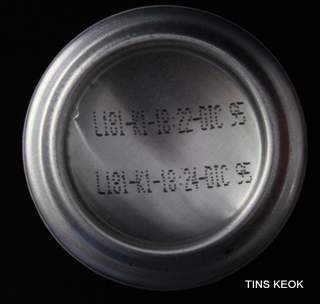 L181-K1-18:22-DIC 95
L181-K1-18:24-DIC 95
TINS KEOK